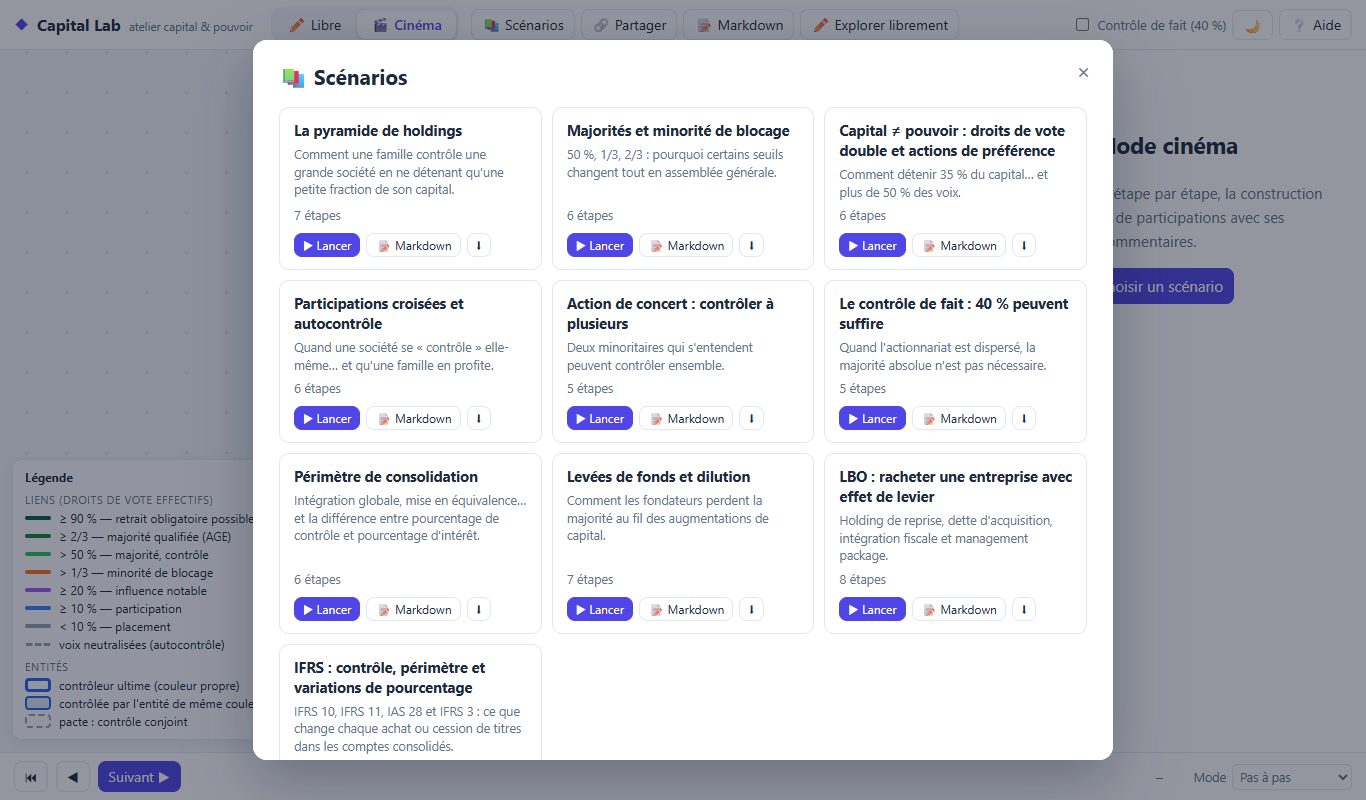 Capital Lab atelier capital & pouvoir
Libre
Cinéma
Scénarios
Partager
Markdown
Explorer librement
Contrôle de fait (40 %)
Aide
Scénarios
×
La pyramide de holdings
Comment une famille contrôle une
grande société en ne détenant qu'une
petite fraction de son capital.
7 étapes
▶ Lancer
Markdown
⬇
Majorités et minorité de blocage
50 %, 1/3, 2/3 : pourquoi certains seuils
changent tout en assemblée générale.
6 étapes
▶ Lancer
Markdown
⬇
Capital ≠ pouvoir : droits de vote
double et actions de préférence
Comment détenir 35 % du capital… et
plus de 50 % des voix.
6 étapes
▶ Lancer
Markdown
⬇
Participations croisées et
autocontrôle
Quand une société se « contrôle » elle-
même… et qu'une famille en profite.
6 étapes
▶ Lancer
Markdown
⬇
Action de concert : contrôler à
plusieurs
Deux minoritaires qui s'entendent
peuvent contrôler ensemble.
5 étapes
▶ Lancer
Markdown
⬇
Le contrôle de fait : 40 % peuvent
suffire
Quand l'actionnariat est dispersé, la
majorité absolue n'est pas nécessaire.
5 étapes
▶ Lancer
Markdown
⬇
Périmètre de consolidation
Intégration globale, mise en équivalence…
et la différence entre pourcentage de
contrôle et pourcentage d'intérêt.
6 étapes
▶ Lancer
Markdown
⬇
Levées de fonds et dilution
Comment les fondateurs perdent la
majorité au fil des augmentations de
capital.
7 étapes
▶ Lancer
Markdown
⬇
LBO : racheter une entreprise avec
effet de levier
Holding de reprise, dette d'acquisition,
intégration fiscale et management
package.
8 étapes
▶ Lancer
Markdown
⬇
IFRS : contrôle, périmètre et
variations de pourcentage
IFRS 10, IFRS 11, IAS 28 et IFRS 3 : ce que
change chaque achat ou cession de titres
dans les comptes consolidés.
cinéma
étape par étape, la construction
de participations avec ses
un scénario
Légende
LIENS (DROITS DE VOTE EFFECTIFS)
≥ 90 % — retrait obligatoire possible
≥ 2/3 — majorité qualifiée (AGE)
> 50 % — majorité, contrôle
> 1/3 — minorité de blocage
≥ 20 % — influence notable
≥ 10 % — participation
< 10 % — placement
voix neutralisées (autocontrôle)
ENTITÉS
contrôleur ultime (couleur propre)
contrôlée par l'entité de même
pacte : contrôle conjoint
⏮
◀
Suivant ▶
–
Mode
Pas à pas